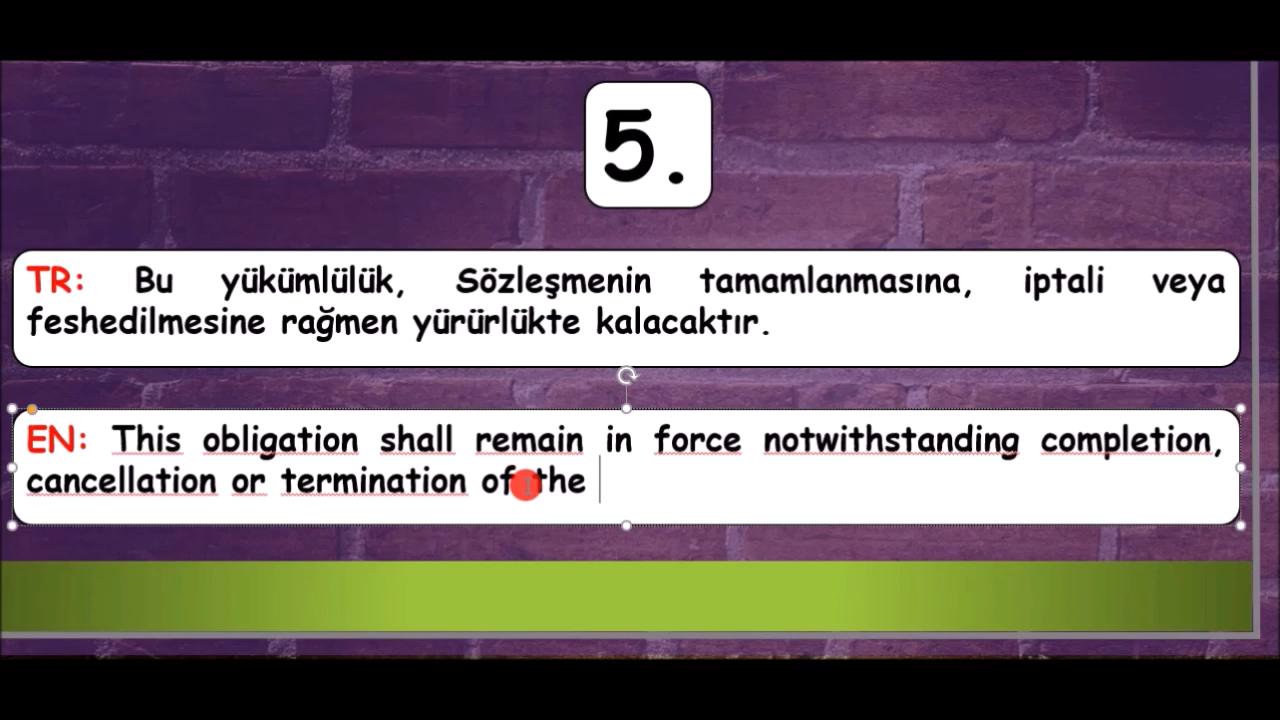 5.
TR: Bu yükümlülük, Sözleşmenin tamamlanmasına, iptali veya
feshedilmesine rağmen yürürlükte kalacaktır.
EN: This obligation shall remain in force notwithstanding completion,
cancellation or termination of the